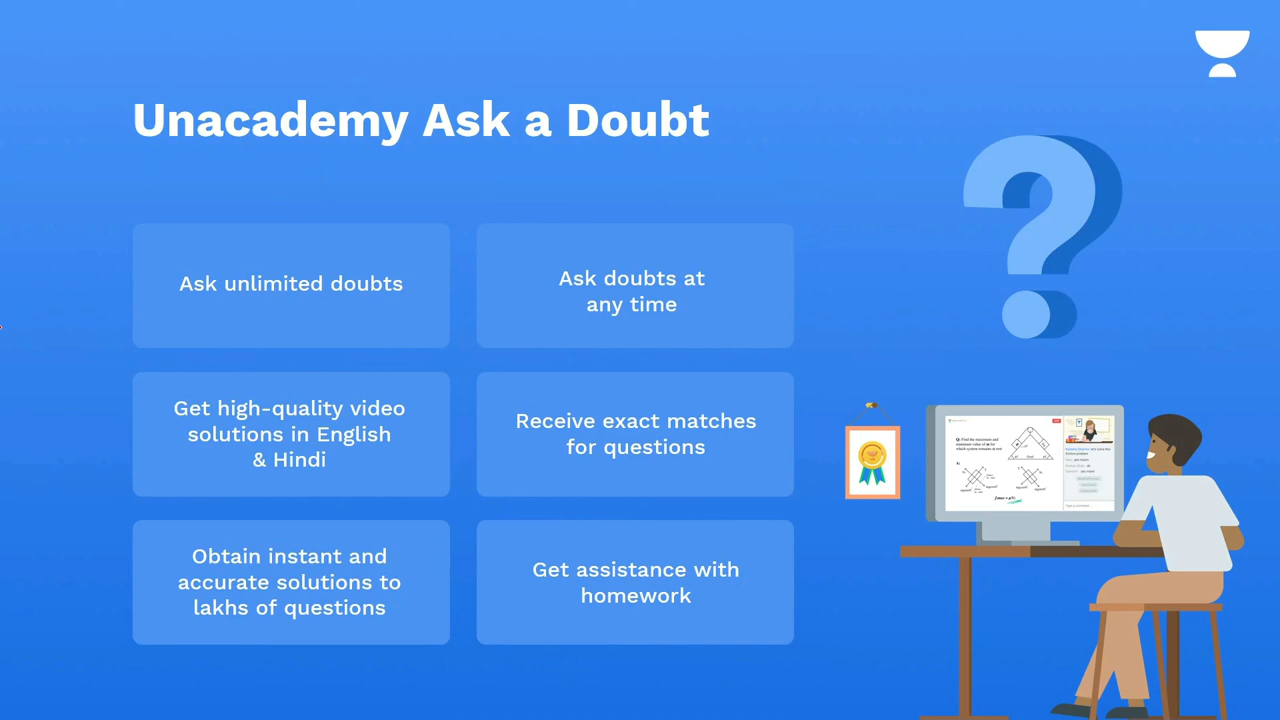 Unacademy Ask a Doubt
Ask unlimited doubts
Ask doubts at
any time
Get high-quality video
solutions in English
& Hindi
Receive exact matches
for questions
Obtain instant and
accurate solutions to
lakhs of questions
Get assistance with
homework